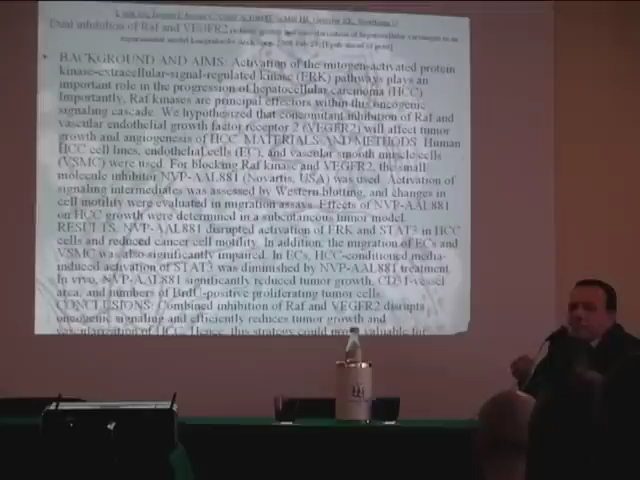 Dual inhibition of Raf and VEGFR2
BACKGROUND AND AIMS: Activation of the mitogen-activated protein
kinase-extracellular-signal-regulated kinase (ERK) pathways plays an
important role in the progression of hepatocellular carcinoma (HCC).
Importantly, Raf kinases are principal effectors within this oncogenic
signaling cascade. We hypothesized that concomitant inhibition of Raf and
vascular endothelial growth factor receptor 2 (VEGFR2) will affect tumor
growth and angiogenesis of HCC. MATERIALS AND METHODS: Human
HCC cell lines, endothelial cells (EC), and vascular smooth muscle cells
(VSMC) were used. For blocking Raf kinase and VEGFR2, the small
molecule inhibitor NVP-AAL881 (Novartis, USA) was used. Activation of
signaling intermediates was assessed by Western blotting, and changes in
cell motility were evaluated in migration assays. Effects of NVP-AAL881
on HCC growth were determined in a subcutaneous tumor model.
RESULTS: NVP-AAL881 disrupted activation of ERK and STAT3 in HCC
cells and reduced cancer cell motility. In addition, the migration of ECs and
VSMC was also significantly impaired. In ECs, HCC-conditioned media-
induced activation of STAT3 was diminished by NVP-AAL881 treatment.
In vivo, NVP-AAL881 significantly reduced tumor growth, CD31-vessel
area, and numbers of BrdU-positive proliferating tumor cells.
CONCLUSIONS: Combined inhibition of Raf and VEGFR2 disrupts
oncogenic signaling and efficiently reduces tumor growth and
vascularization of HCC. Hence, this strategy could prove valuable for